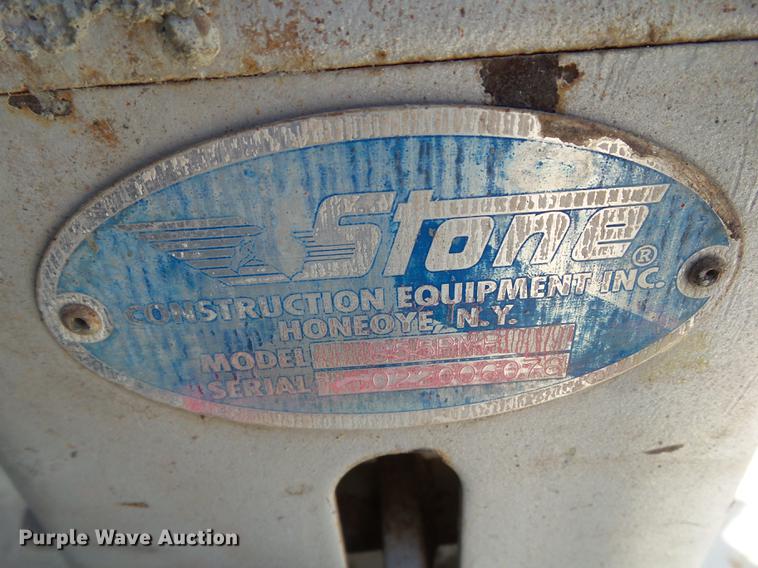 Stone®
CONSTRUCTION EQUIPMENT INC.
HONEOYE, N.Y.
MODEL
SERIAL
Purple Wave Auction